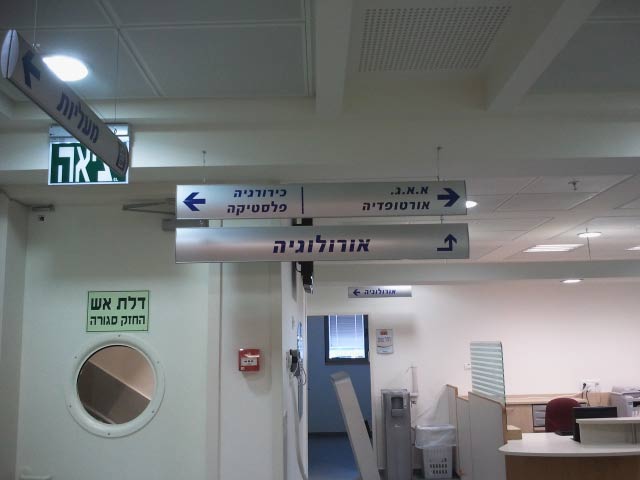 מעליות
יציאה
א.א.ג.
אורטופדיה
כירורגיה
פלסטיקה
אורולוגיה
אורולוגיה
דלת אש
החזק סגורה